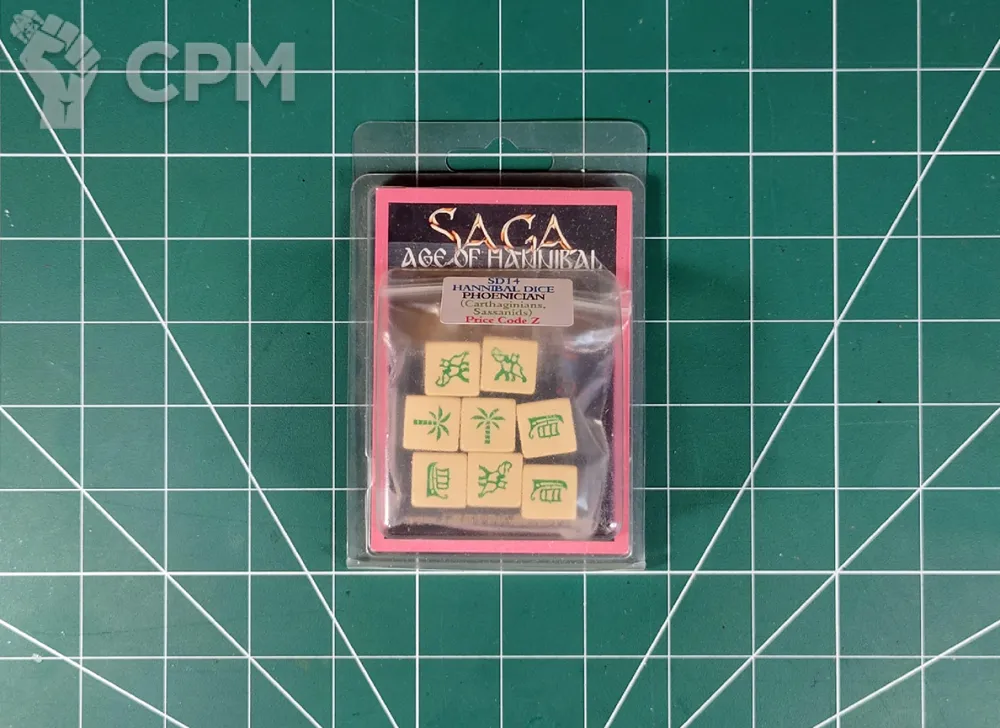 CPM
SAGA
AGE OF HANNIBAL
SD14
HANNIBAL DICE
PHOENICIAN
(Carthaginians,
Sassanids)
Price Code Z